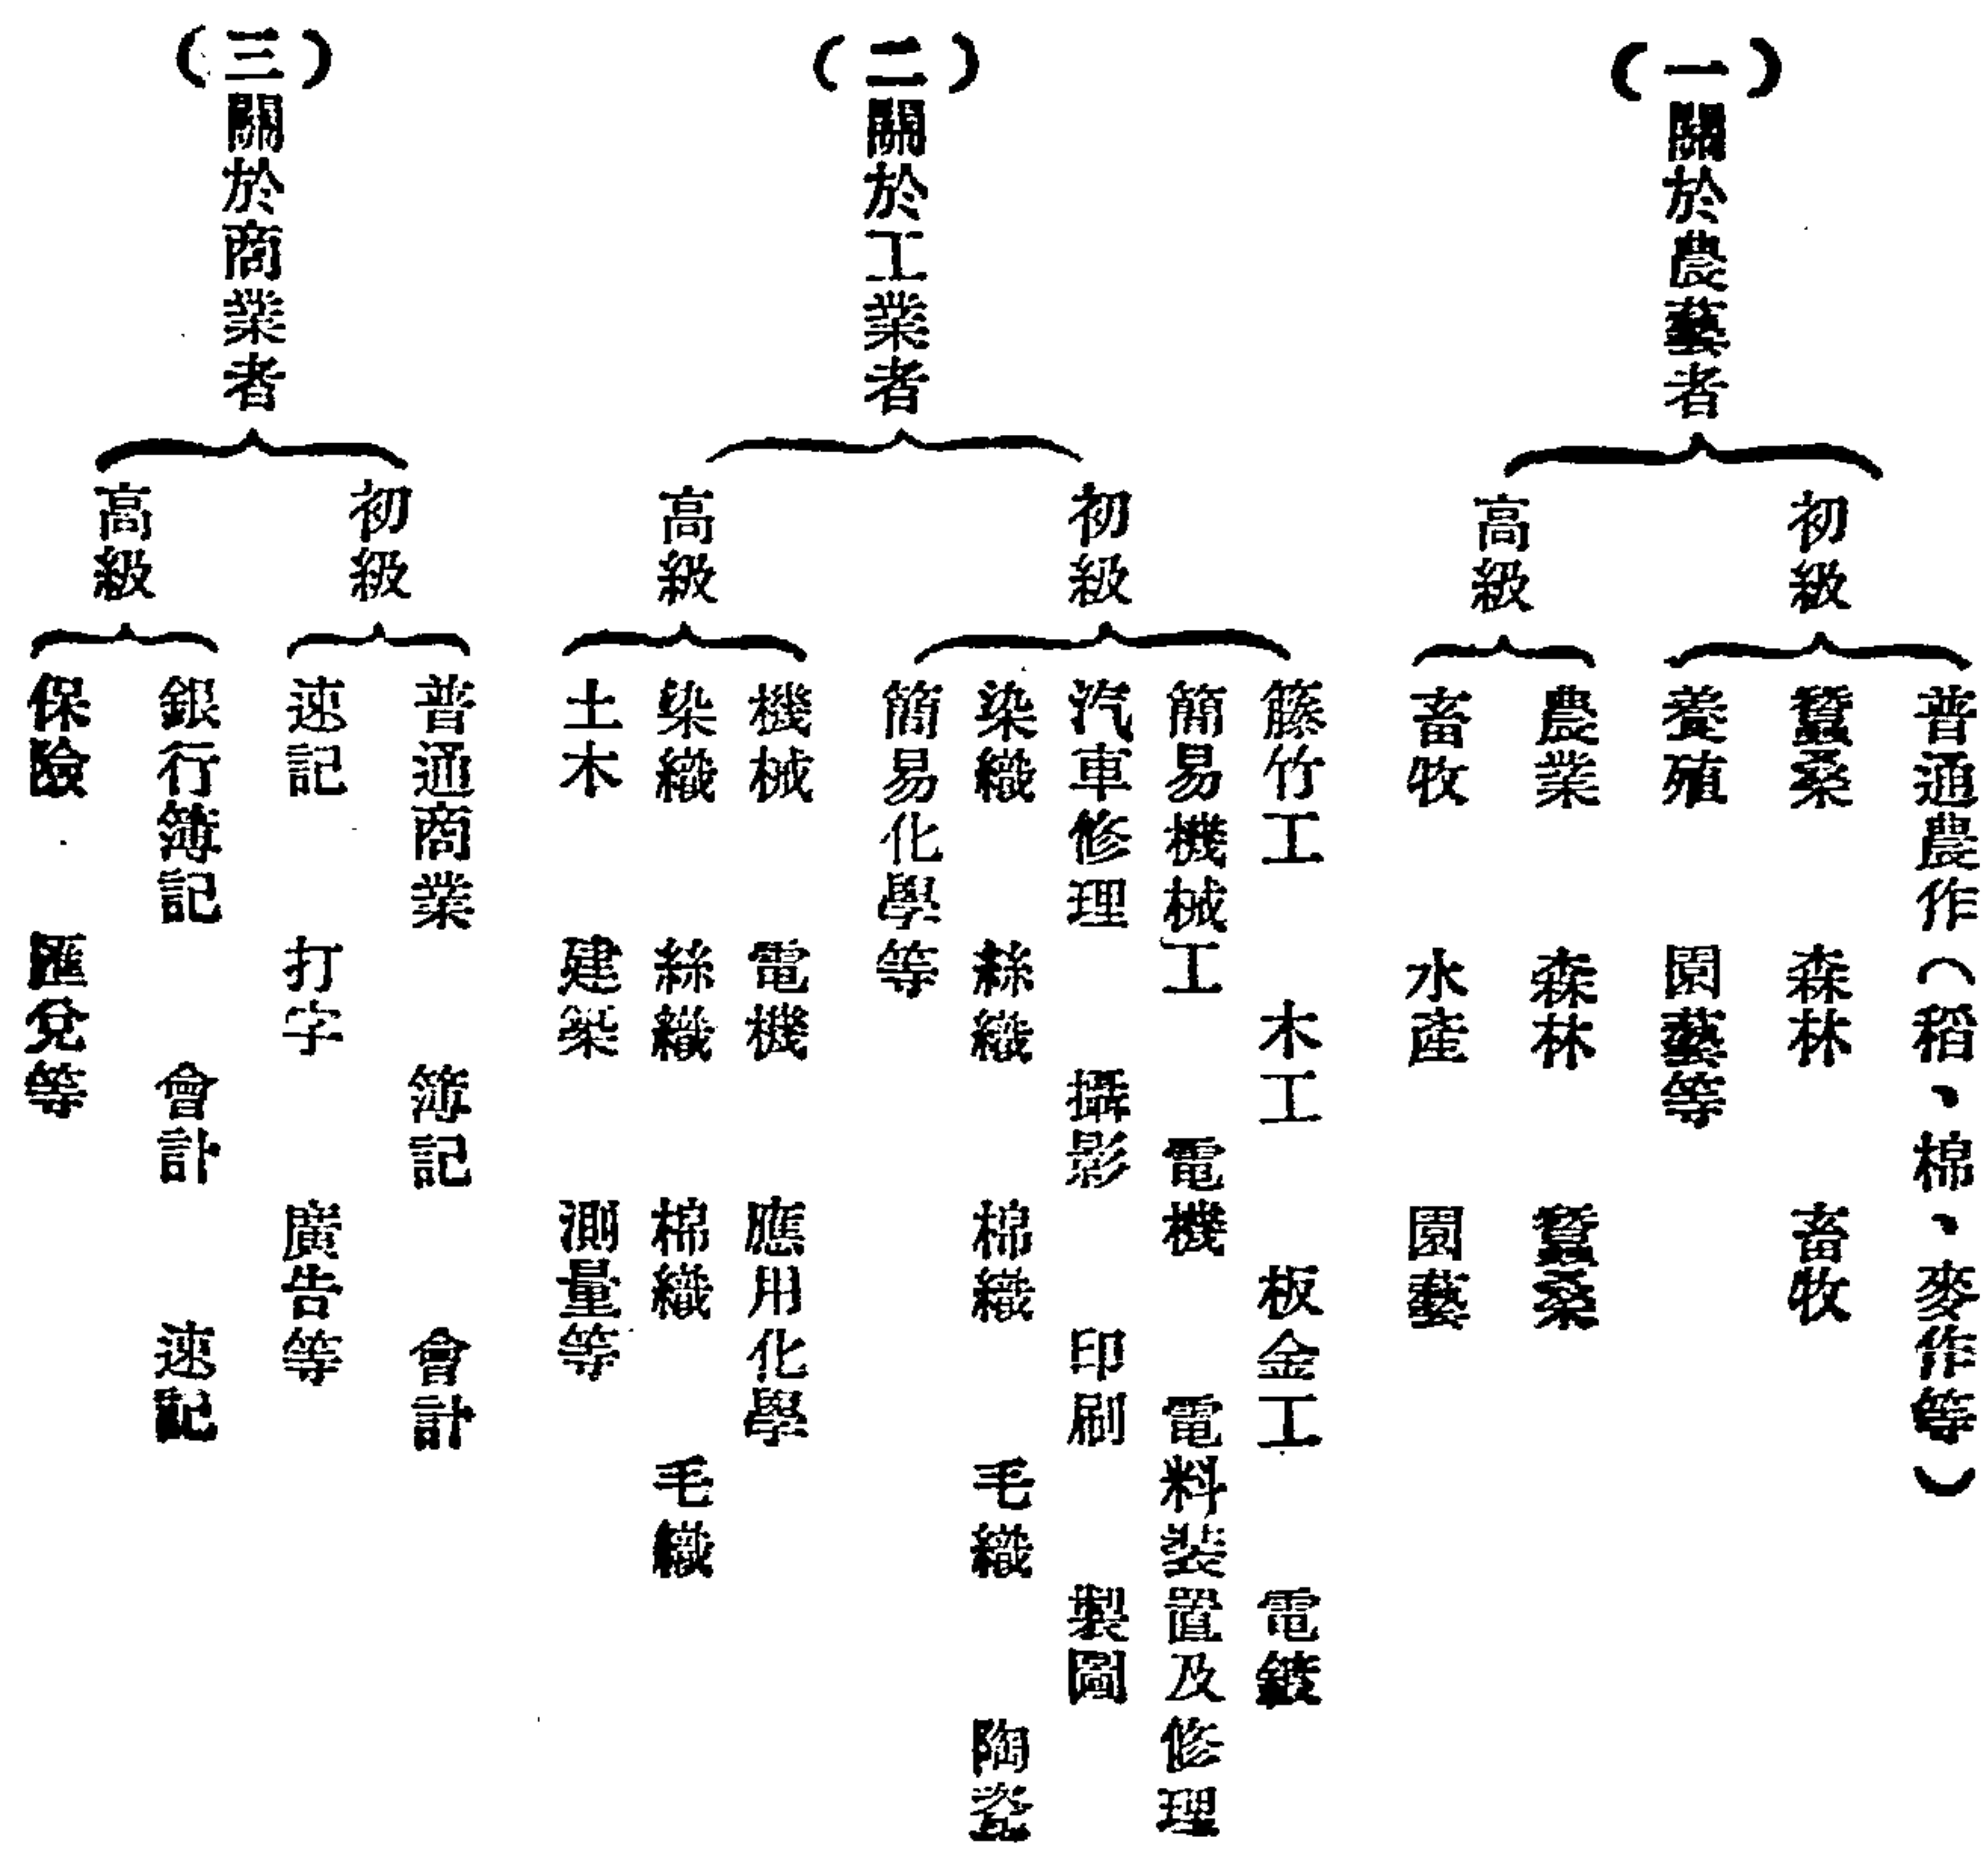 （一）關於農藝者
初級
普通農作（稻、棉、麥作等）
蠶桑　森林　畜牧
養殖　園藝等
高級
農業　森林　蠶桑
畜牧　水產　園藝
（二）關於工業者
初級
籐竹工　木工　板金工　電鍍
簡易機械工　電機　電料裝置及修理
汽車修理　攝影　印刷　製圖
染織　絲織　棉織　毛織　陶瓷
簡易化學等
高級
機械　電機　應用化學
染織　絲織　棉織　毛織
土木　建築　測量等
（三）關於商業者
初級
普通商業　簿記　會計
速記　打字　廣告等
高級
銀行簿記　會計　速記
保險　匯兌等